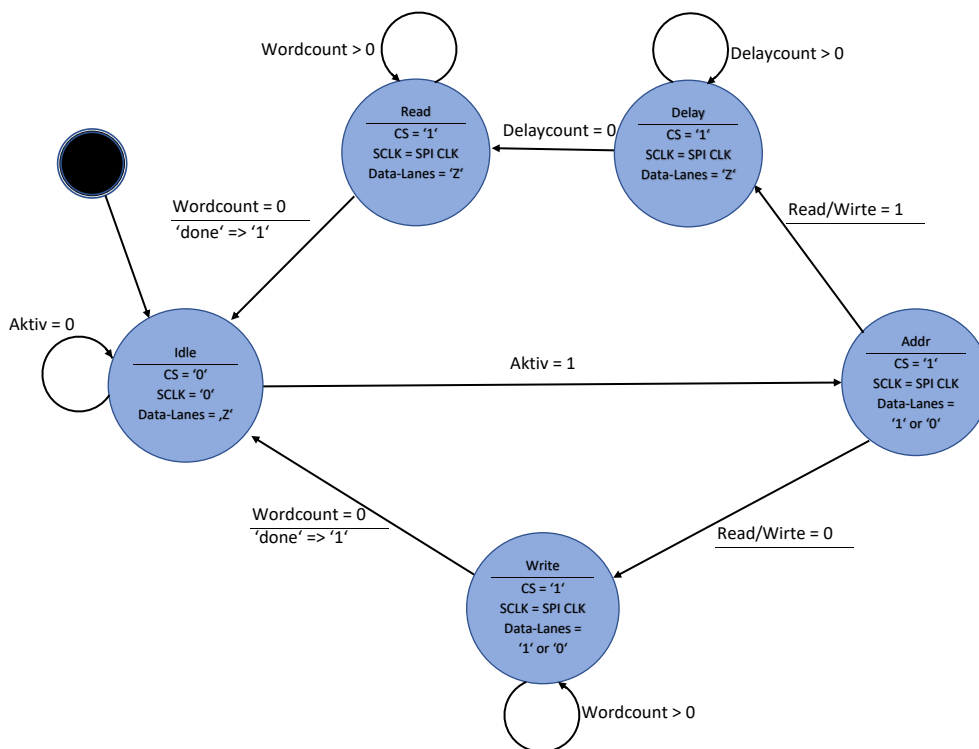 Wordcount > 0
Delaycount > 0
Read
CS = ‘1‘
SCLK = SPI CLK
Data-Lanes = ‘Z‘
Delaycount = 0
Delay
CS = ‘1‘
SCLK = SPI CLK
Data-Lanes = ‘Z‘
Wordcount = 0
‘done‘ => ‘1‘
Read/Wirte = 1
Aktiv = 0
Idle
CS = ‘0‘
SCLK = ‘0‘
Data-Lanes = ‚Z‘
Aktiv = 1
Addr
CS = ‘1‘
SCLK = SPI CLK
Data-Lanes =
‘1‘ or ‘0‘
Wordcount = 0
‘done‘ => ‘1‘
Read/Wirte = 0
Write
CS = ‘1‘
SCLK = SPI CLK
Data-Lanes =
‘1‘ or ‘0‘
Wordcount > 0